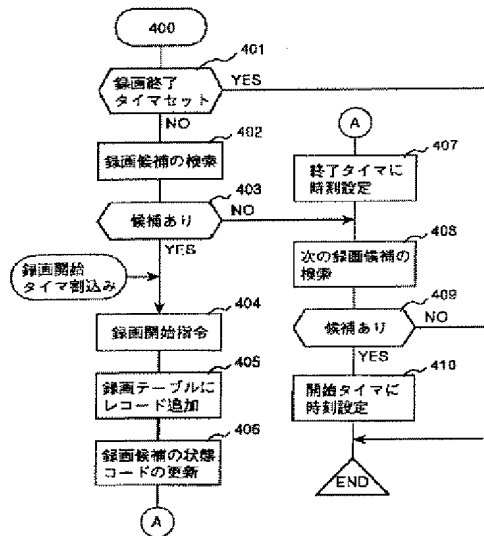 400
401
録画終了
タイマセット
YES
NO
402
録画候補の検索
403
候補あり
NO
YES
録画開始
タイマ割込み
404
録画開始指令
405
録画テーブルに
レコード追加
406
録画候補の状態
コードの更新
A
A
407
終了タイマに
時刻設定
408
次の録画候補の
検索
409
候補あり
NO
YES
410
開始タイマに
時刻設定
END